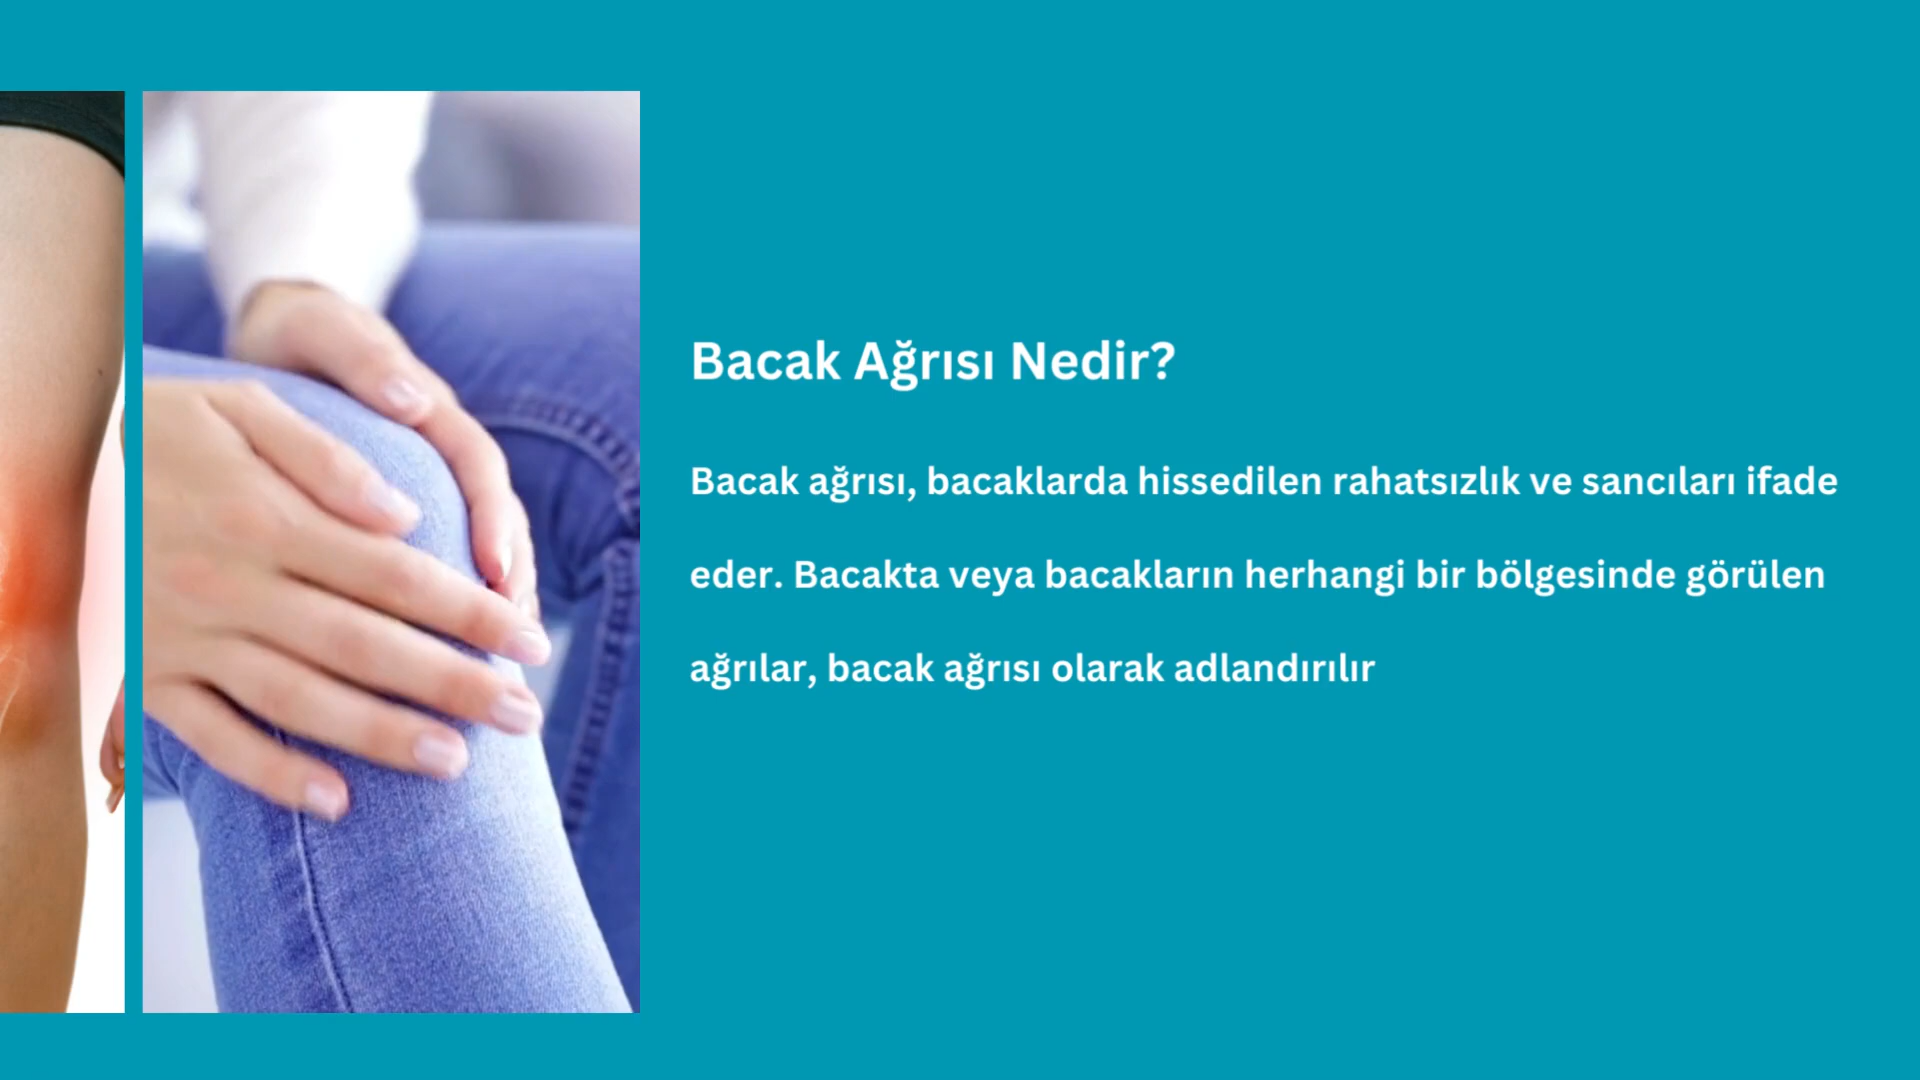 Bacak Ağrısı Nedir?
Bacak ağrısı, bacaklarda hissedilen rahatsızlık ve sancıları ifade
eder. Bacakta veya bacakların herhangi bir bölgesinde görülen
ağrılar, bacak ağrısı olarak adlandırılır